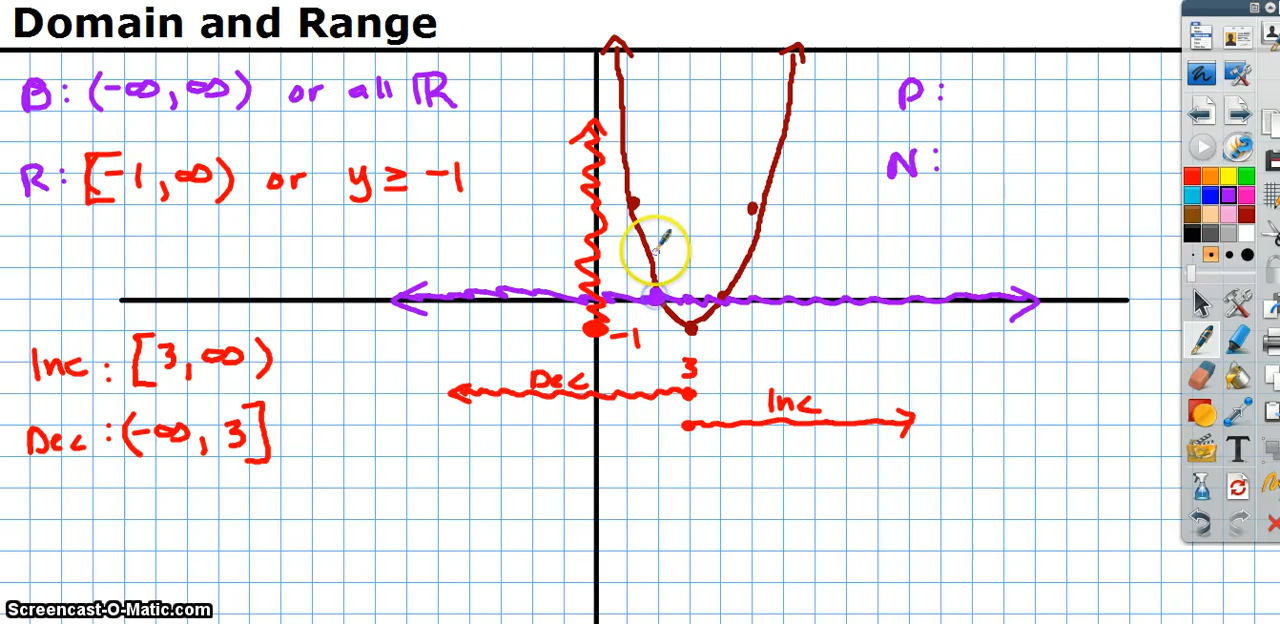 Domain and Range
D: (-∞, ∞) or all ℝ
R: [-1, ∞) or y ≥ -1
P:
N:
-1
3
Dec
Inc
Inc: [3, ∞)
Dec: (-∞, 3]
T
Screencast-O-Matic.com